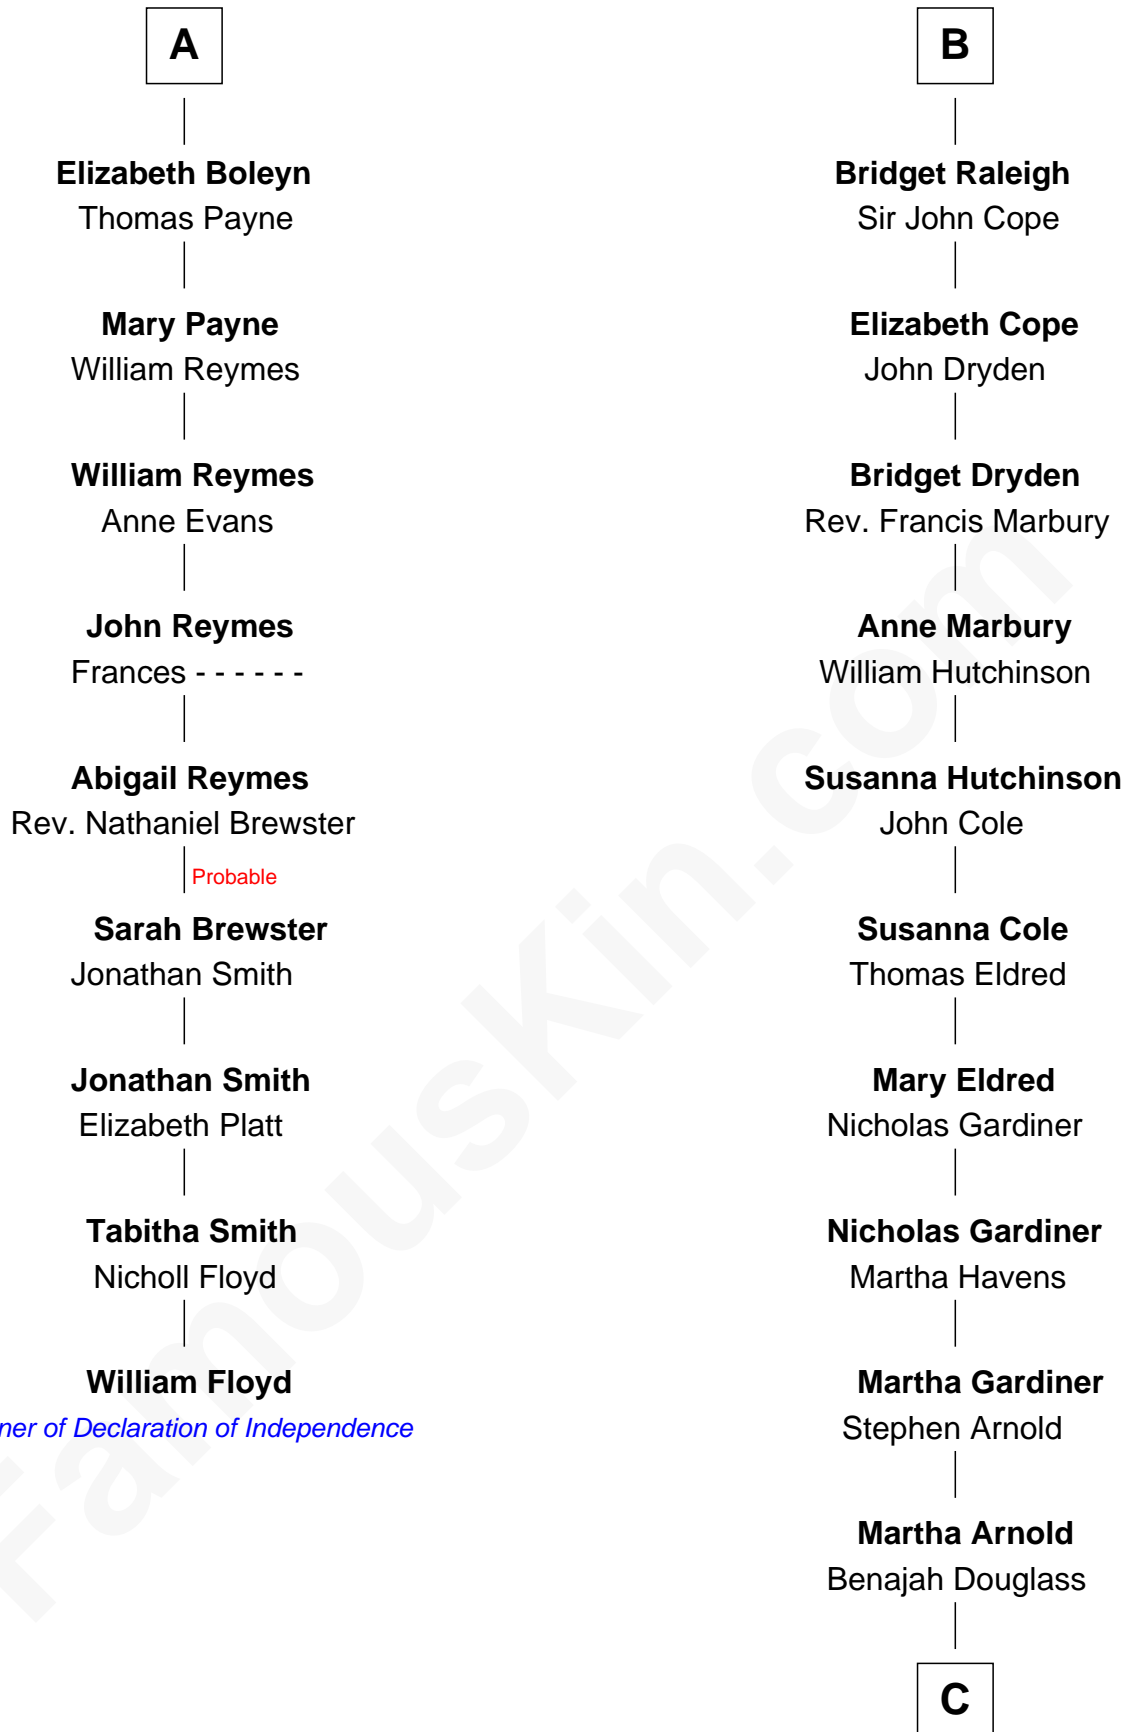 A
Elizabeth Boleyn
Thomas Payne
Mary Payne
William Reymes
William Reymes
Anne Evans
John Reymes
Frances - - - - - -
Abigail Reymes
Rev. Nathaniel Brewster
Probable
Sarah Brewster
Jonathan Smith
Jonathan Smith
Elizabeth Platt
Tabitha Smith
Nicholl Floyd
William Floyd
ner of Declaration of Independence
B
Bridget Raleigh
Sir John Cope
Elizabeth Cope
John Dryden
Bridget Dryden
Rev. Francis Marbury
Anne Marbury
William Hutchinson
Susanna Hutchinson
John Cole
Susanna Cole
Thomas Eldred
Mary Eldred
Nicholas Gardiner
Nicholas Gardiner
Martha Havens
Martha Gardiner
Stephen Arnold
Martha Arnold
Benajah Douglass
C
FamousKin.com